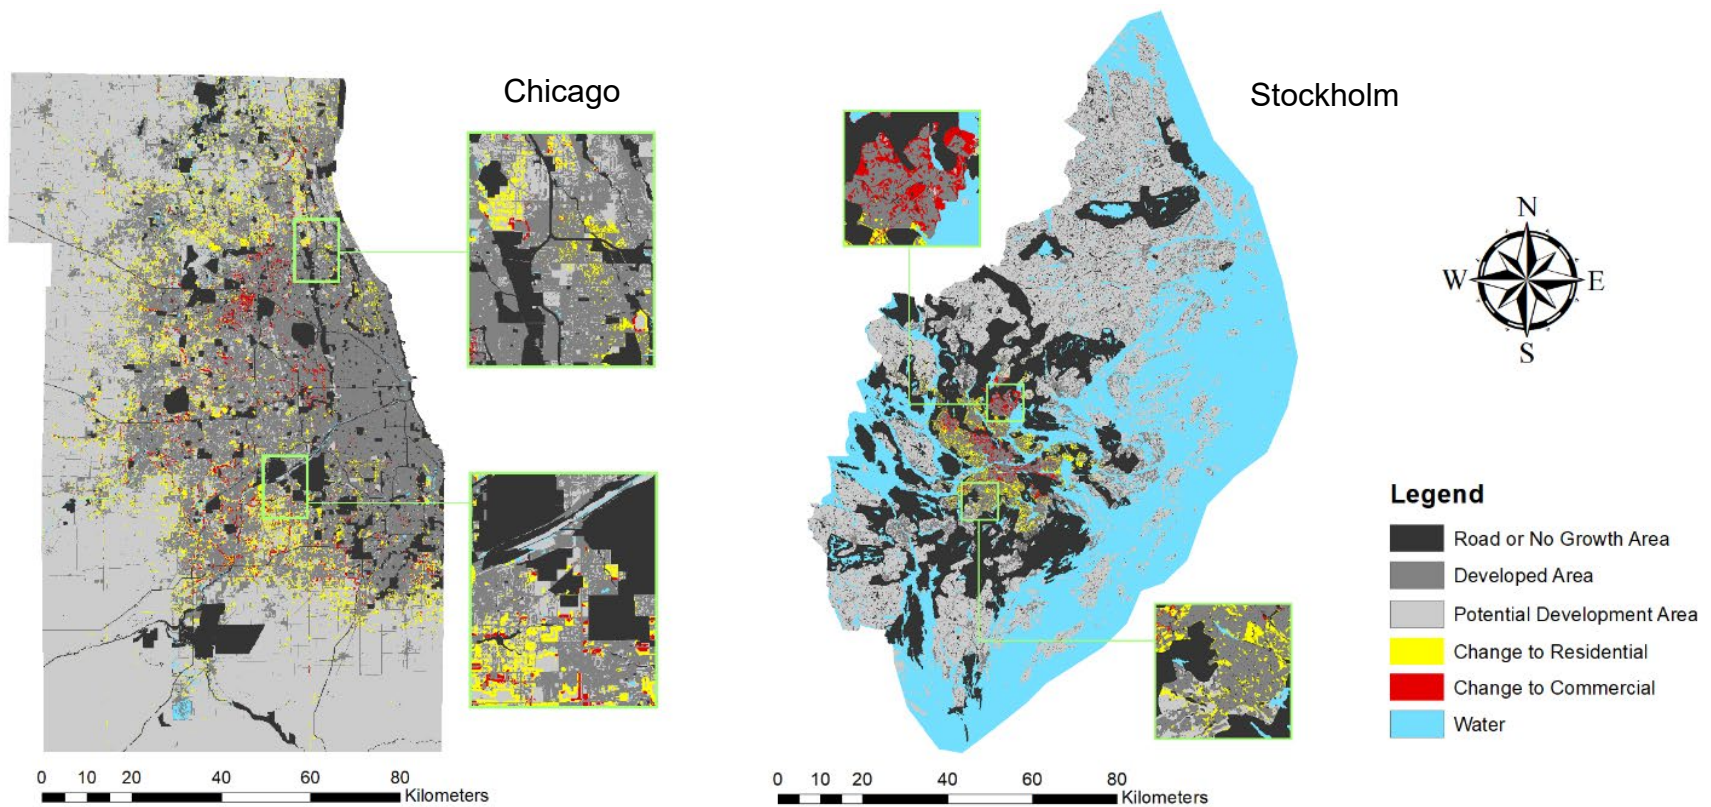 Chicago
Stockholm
N
W
E
S
Legend
Road or No Growth Area
Developed Area
Potential Development Area
Change to Residential
Change to Commercial
Water
0 10 20 40 60 80
Kilometers
0 10 20 40 60 80
Kilometers